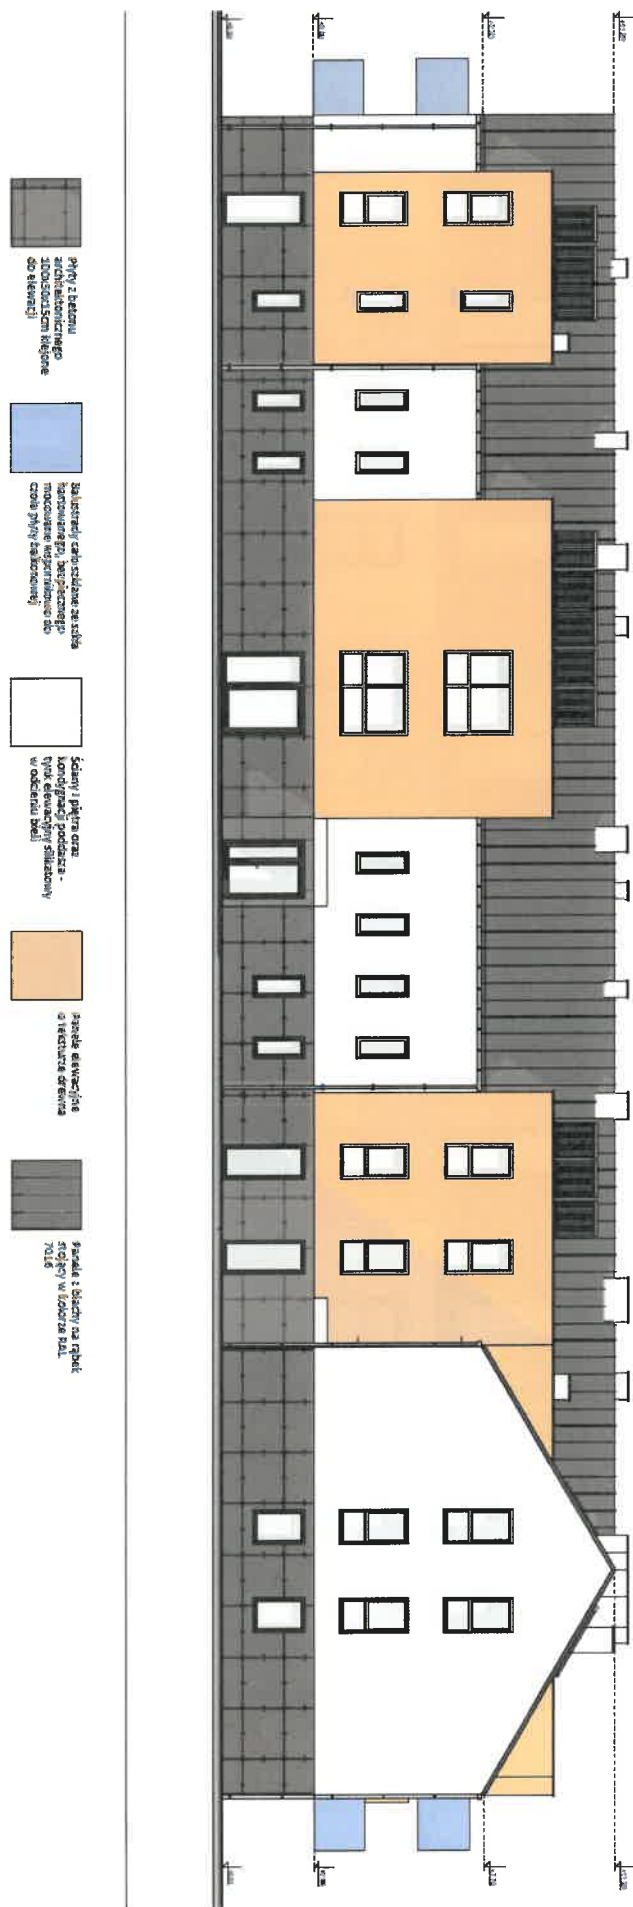 Płyty z betonu
architektonicznego
100x50x1,5cm klejone
do elewacji
Balustrady całoszklane ze szkła
hartowanego, bezpiecznego
mocowane wspornikowo do
czoła płyty balkonowej
Ściany I piętra oraz
kondygnacji poddasza -
tynk elewacyjny silikatowy
w odcieniu bieli
Panele elewacyjne
o teksturze drewna
Panele z blachy na rąbek
stojący w kolorze RAL
7016